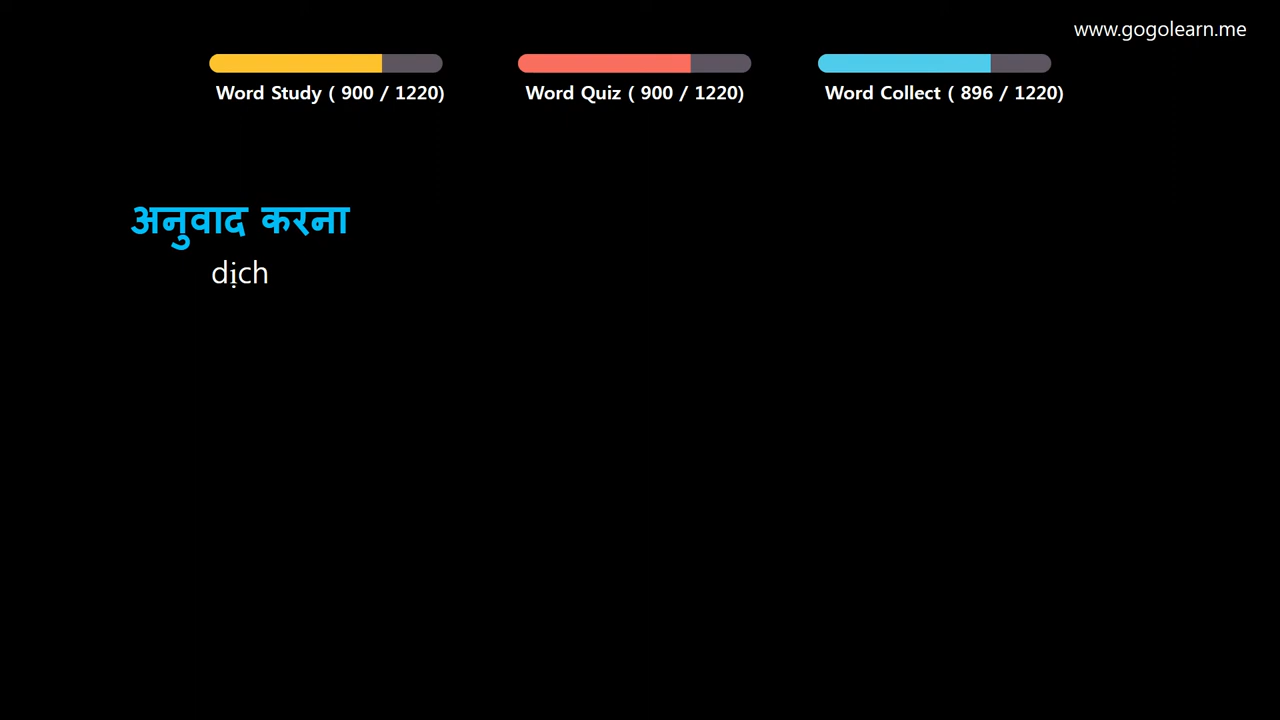 www.gogolearn.me
Word Study ( 900 / 1220)
Word Quiz ( 900 / 1220)
Word Collect ( 896 / 1220)
अनुवाद करना
dịch